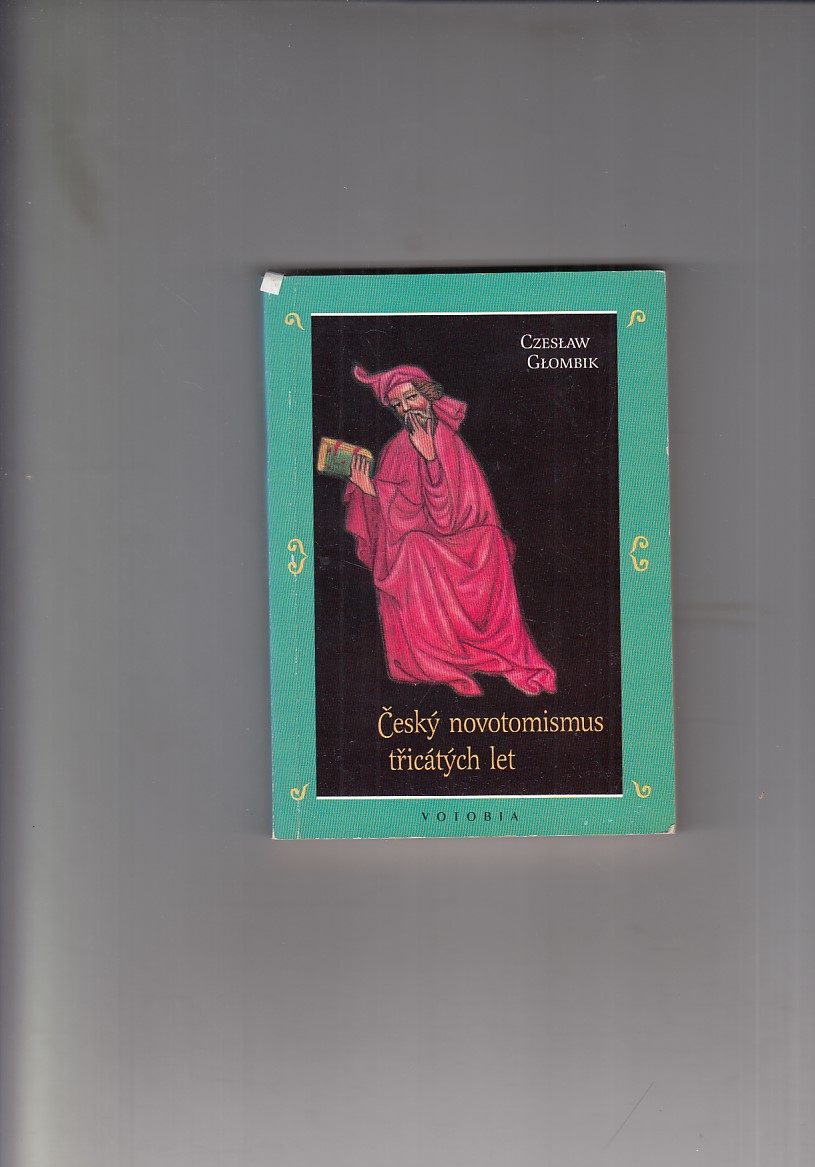 CZESŁAW
GŁOMBIK
Český novotomismus
třicátých let
VOTOBIA